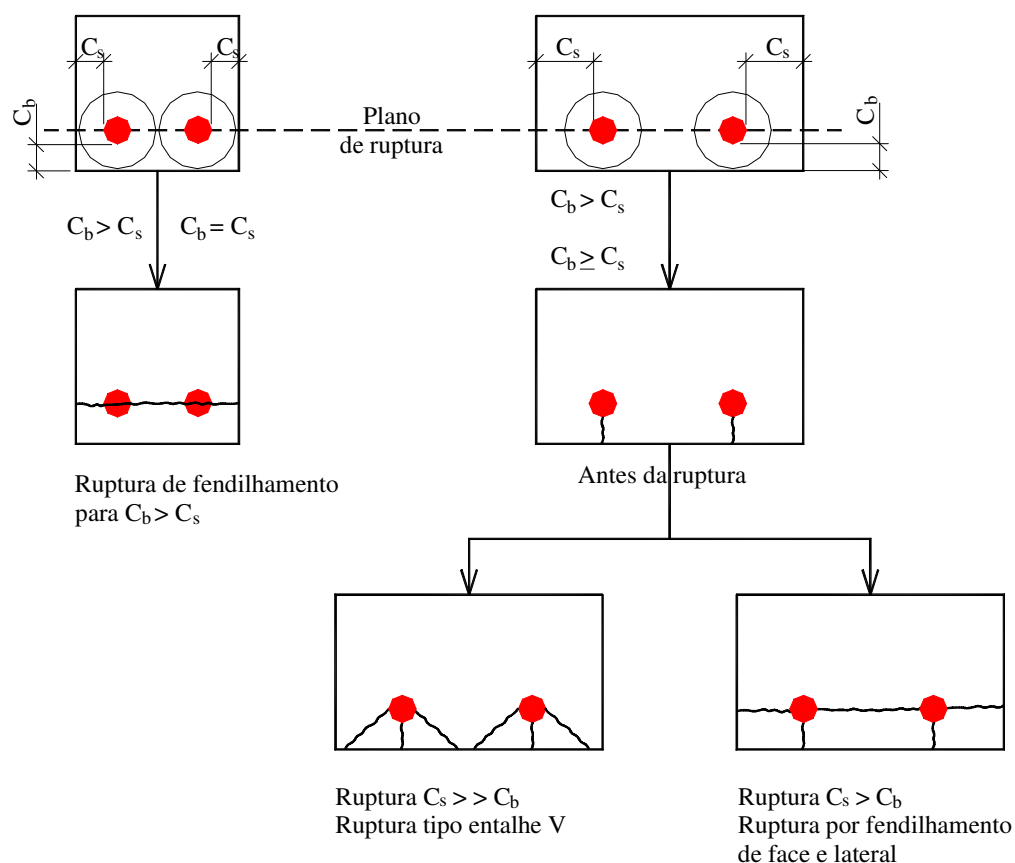 Cs
Cs
Cb
Plano
de ruptura
Cs
Cs
Cb
Cb > Cs
Cb = Cs
Cb > Cs
Cb ≥ Cs
Ruptura de fendilhamento
para Cb > Cs
Antes da ruptura
Ruptura Cs > > Cb
Ruptura tipo entalhe V
Ruptura Cs > Cb
Ruptura por fendilhamento
de face e lateral